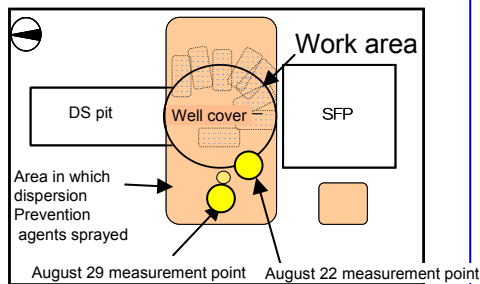 Work area
DS pit
Well cover
SFP
Area in which
dispersion
Prevention
agents sprayed
August 29 measurement point
August 22 measurement point